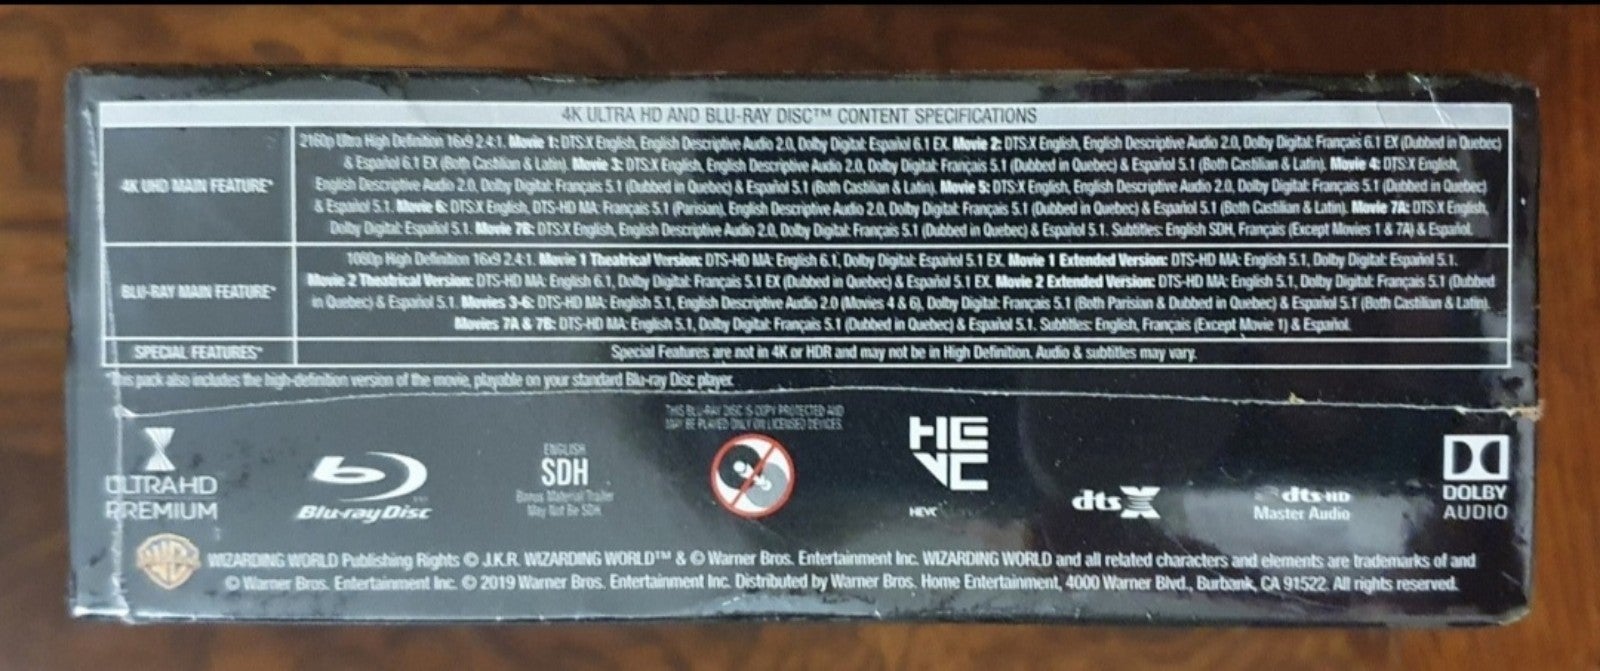 4K ULTRA HD AND BLU-RAY DISC™ CONTENT SPECIFICATIONS
4K UHD MAIN FEATURE*
2160p Ultra High Definition 16x9 2.4:1. Movie 1: DTS:X English, English Descriptive Audio 2.0, Dolby Digital: Español 6.1 EX. Movie 2: DTS:X English, English Descriptive Audio 2.0, Dolby Digital: Français 6.1 EX (Dubbed in Quebec)
& Español 6.1 EX (Both Castilian & Latin). Movie 3: DTS:X English, English Descriptive Audio 2.0, Dolby Digital: Français 5.1 (Dubbed in Quebec) & Español 5.1 (Both Castilian & Latin). Movie 4: DTS:X English,
English Descriptive Audio 2.0, Dolby Digital: Français 5.1 (Dubbed in Quebec) & Español 5.1 (Both Castilian & Latin). Movie 5: DTS:X English, English Descriptive Audio 2.0, Dolby Digital: Français 5.1 (Dubbed in Quebec)
& Español 5.1. Movie 6: DTS:X English, DTS-HD MA: Français 5.1 (Parisian), English Descriptive Audio 2.0, Dolby Digital: Français 5.1 (Dubbed in Quebec) & Español 5.1 (Both Castilian & Latin). Movie 7A: DTS:X English,
Dolby Digital: Español 5.1. Movie 7B: DTS:X English, English Descriptive Audio 2.0, Dolby Digital: Français 5.1 (Dubbed in Quebec) & Español 5.1. Subtitles: English SDH, Français (Except Movies 1 & 7A) & Español.
BLU-RAY MAIN FEATURE*
1080p High Definition 16x9 2.4:1. Movie 1 Theatrical Version: DTS-HD MA: English 6.1, Dolby Digital: Español 5.1 EX. Movie 1 Extended Version: DTS-HD MA: English 5.1, Dolby Digital: Español 5.1.
Movie 2 Theatrical Version: DTS-HD MA: English 6.1, Dolby Digital: Français 5.1 EX (Dubbed in Quebec) & Español 5.1 EX. Movie 2 Extended Version: DTS-HD MA: English 5.1, Dolby Digital: Français 5.1 (Dubbed
in Quebec) & Español 5.1. Movies 3-6: DTS-HD MA: English 5.1, English Descriptive Audio 2.0 (Movies 4 & 6), Dolby Digital: Français 5.1 (Both Parisian & Dubbed in Quebec) & Español 5.1 (Both Castilian & Latin).
Movies 7A & 7B: DTS-HD MA: English 5.1, Dolby Digital: Français 5.1 (Dubbed in Quebec) & Español 5.1. Subtitles: English, Français (Except Movie 1) & Español.
SPECIAL FEATURES*
Special Features are not in 4K or HDR and may not be in High Definition. Audio & subtitles may vary.
*This pack also includes the high-definition version of the movie, playable on your standard Blu-ray Disc player.
THIS BLU-RAY DISC IS COPY PROTECTED AND
MAY BE PLAYED ONLY ON LICENSED DEVICES.
ULTRA HD
PREMIUM
Blu-ray Disc
ENGLISH
SDH
Bonus Material Trailer
May Not Be SDH
HEVC
HEVC
dts X
dts-HD
Master Audio
DOLBY
AUDIO
WB
WIZARDING WORLD Publishing Rights © J.K.R. WIZARDING WORLD™ & © Warner Bros. Entertainment Inc. WIZARDING WORLD and all related characters and elements are trademarks of and
© Warner Bros. Entertainment Inc. © 2019 Warner Bros. Entertainment Inc. Distributed by Warner Bros. Home Entertainment, 4000 Warner Blvd., Burbank, CA 91522. All rights reserved.